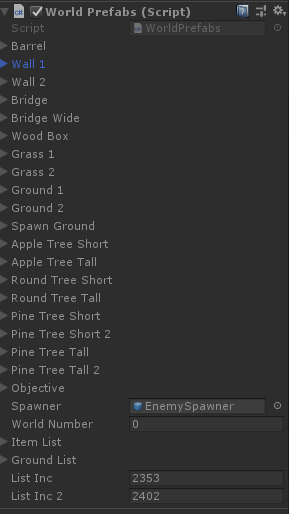 World Prefabs (Script)
Script WorldPrefabs
Barrel
Wall 1
Wall 2
Bridge
Bridge Wide
Wood Box
Grass 1
Grass 2
Ground 1
Ground 2
Spawn Ground
Apple Tree Short
Apple Tree Tall
Round Tree Short
Round Tree Tall
Pine Tree Short
Pine Tree Short 2
Pine Tree Tall
Pine Tree Tall 2
Objective
Spawner EnemySpawner
World Number 0
Item List
Ground List
List Inc 2353
List Inc 2 2402